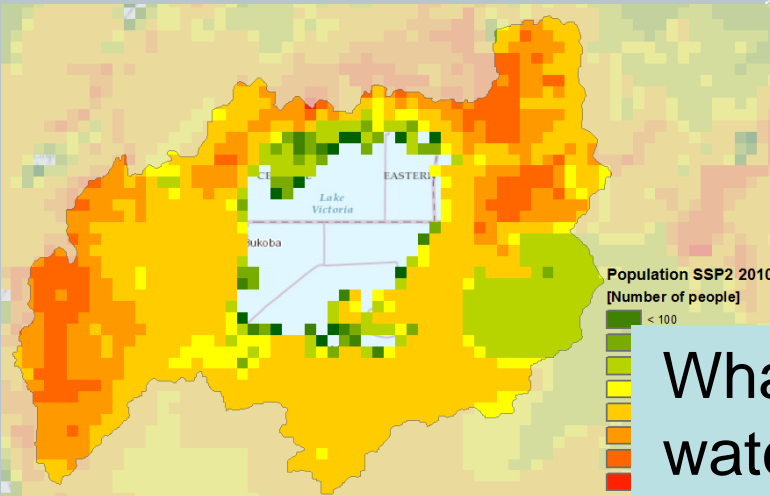 EASTERN
Lake
Victoria
Bukoba
Population SSP2 2010
[Number of people]
< 100
Wha
wate